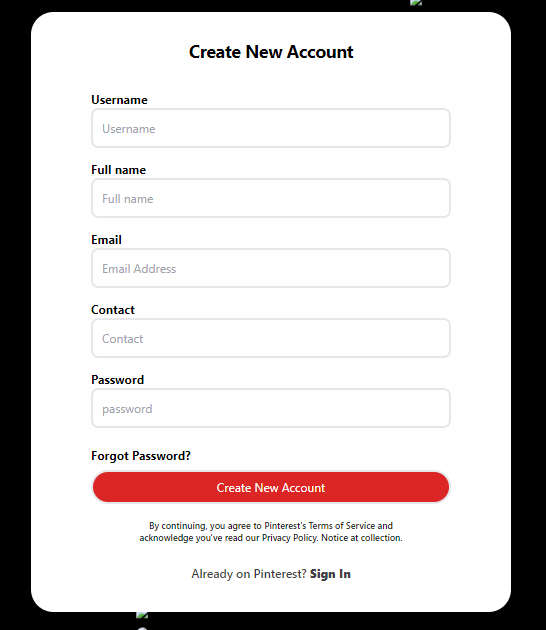 Create New Account
Username
Username
Full name
Full name
Email
Email Address
Contact
Contact
Password
password
Forgot Password?
Create New Account
By continuing, you agree to Pinterest's Terms of Service and
acknowledge you've read our Privacy Policy. Notice at collection.
Already on Pinterest? Sign In